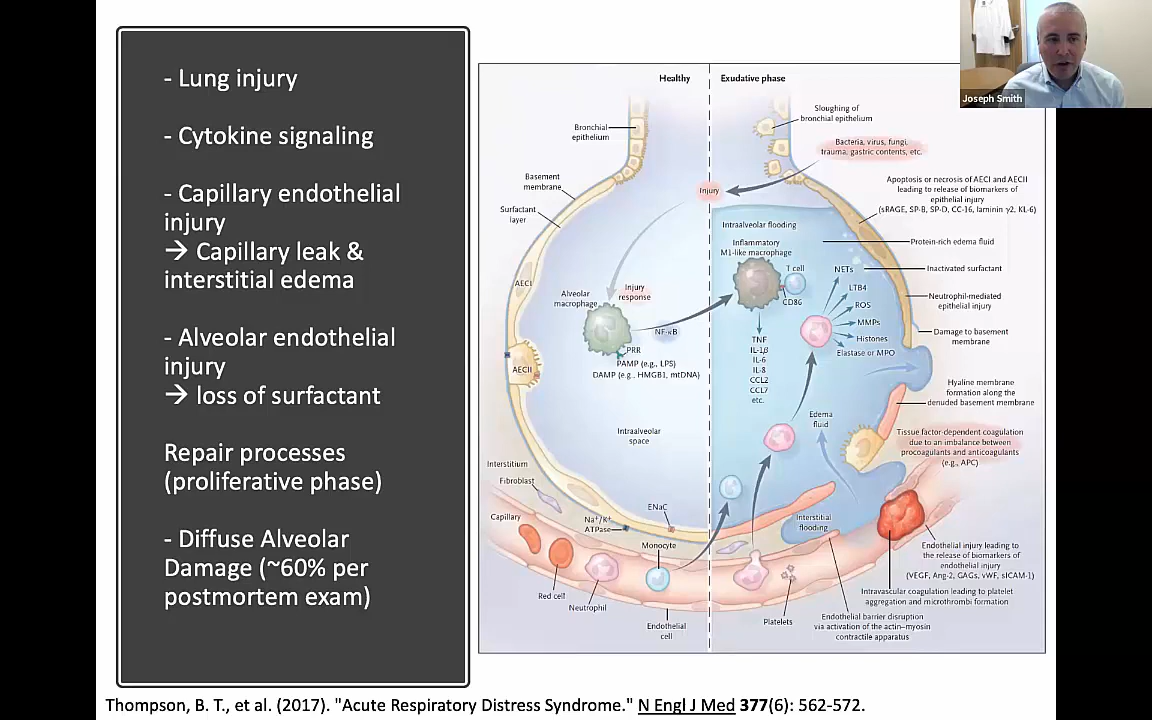 - Lung injury
- Cytokine signaling
- Capillary endothelial
injury
→ Capillary leak &
interstitial edema
- Alveolar endothelial
injury
→ loss of surfactant
Repair processes
(proliferative phase)
- Diffuse Alveolar
Damage (~60% per
postmortem exam)
Healthy
Exudative phase
Joseph Smith
Bronchial
epithelium
Basement
membrane
Surfactant
layer
AECI
AECII
Alveolar
macrophage
Injury
response
Injury
NF-κB
PRR
PAMP (e.g., LPS)
DAMP (e.g., HMGB1, mtDNA)
Intraalveolar
space
Interstitium
Fibroblast
Capillary
Na⁺/K⁺
ATPase
ENaC
Monocyte
Red cell
Neutrophil
Endothelial
cell
Sloughing of
bronchial epithelium
Bacteria, virus, fungi,
trauma, gastric contents, etc.
Apoptosis or necrosis of AECI and AECII
leading to release of biomarkers of
epithelial injury
(sRAGE, SP-B, SP-D, CC-16, laminin γ2, KL-6)
Intraalveolar flooding
Inflammatory
M1-like macrophage
T cell
CD86
TNF
IL-1β
IL-6
IL-8
CCL2
CCL7
etc.
NETs
LTB4
ROS
MMPs
Histones
Elastase or MPO
Protein-rich edema fluid
Inactivated surfactant
Neutrophil-mediated
epithelial injury
Damage to basement
membrane
Hyaline membrane
formation along the
denuded basement membrane
Edema
fluid
Tissue factor-dependent coagulation
due to an imbalance between
procoagulants and anticoagulants
(e.g., APC)
Interstitial
flooding
Endothelial injury leading to
the release of biomarkers of
endothelial injury
(VEGF, Ang-2, GAGs, vWF, sICAM-1)
Intravascular coagulation leading to platelet
aggregation and microthrombi formation
Platelets
Endothelial barrier disruption
via activation of the actin–myosin
contractile apparatus
Thompson, B. T., et al. (2017). "Acute Respiratory Distress Syndrome." N Engl J Med 377(6): 562-572.